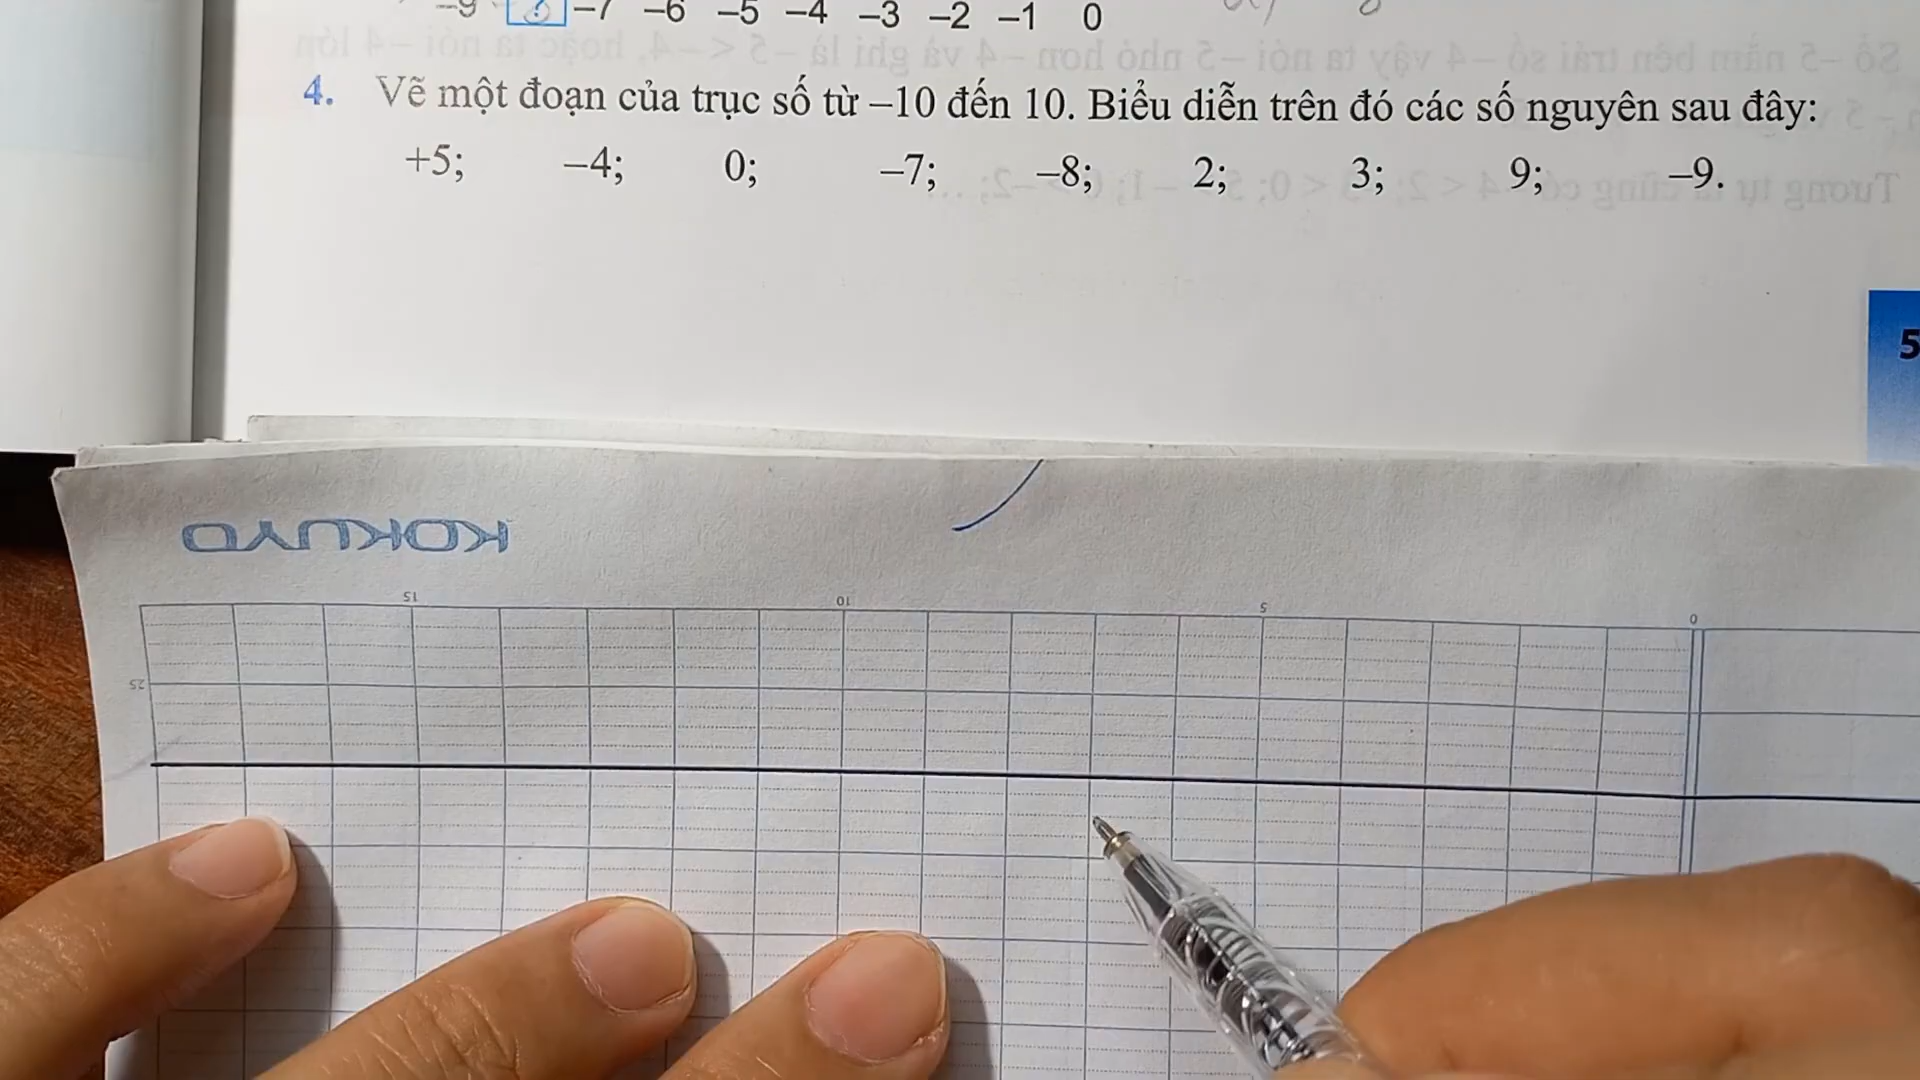 –9 –7 –6 –5 –4 –3 –2 –1 0
4. Vẽ một đoạn của trục số từ –10 đến 10. Biểu diễn trên đó các số nguyên sau đây:
+5; –4; 0; –7; –8; 2; 3; 9; –9.
5
KOKUYO
15 10 5 0
25